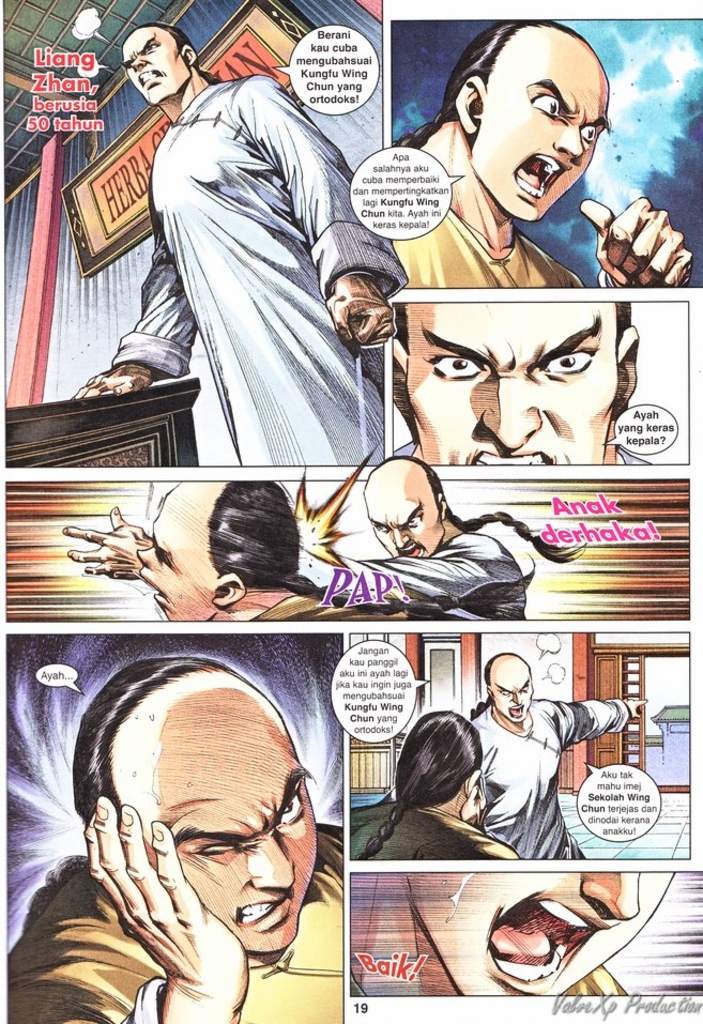 Liang
Zhan,
berusia
50 tahun
Berani
kau cuba
mengubahsuai
Kungfu Wing
Chun yang
ortodoks!
HERBA
AN
Apa
salahnya aku
cuba memperbaiki
dan mempertingkatkan
lagi Kungfu Wing
Chun kita. Ayah ini
keras kepala!
Ayah
yang keras
kepala?
Anak
derhaka!
PAP!
Ayah...
Jangan
kau panggil
aku ini ayah lagi
jika kau ingin juga
mengubahsuai
Kungfu Wing
Chun yang
ortodoks!
Aku tak
mahu imej
Sekolah Wing
Chun terjejas dan
dinodai kerana
anakku!
Baik!
19
ValveXp Production